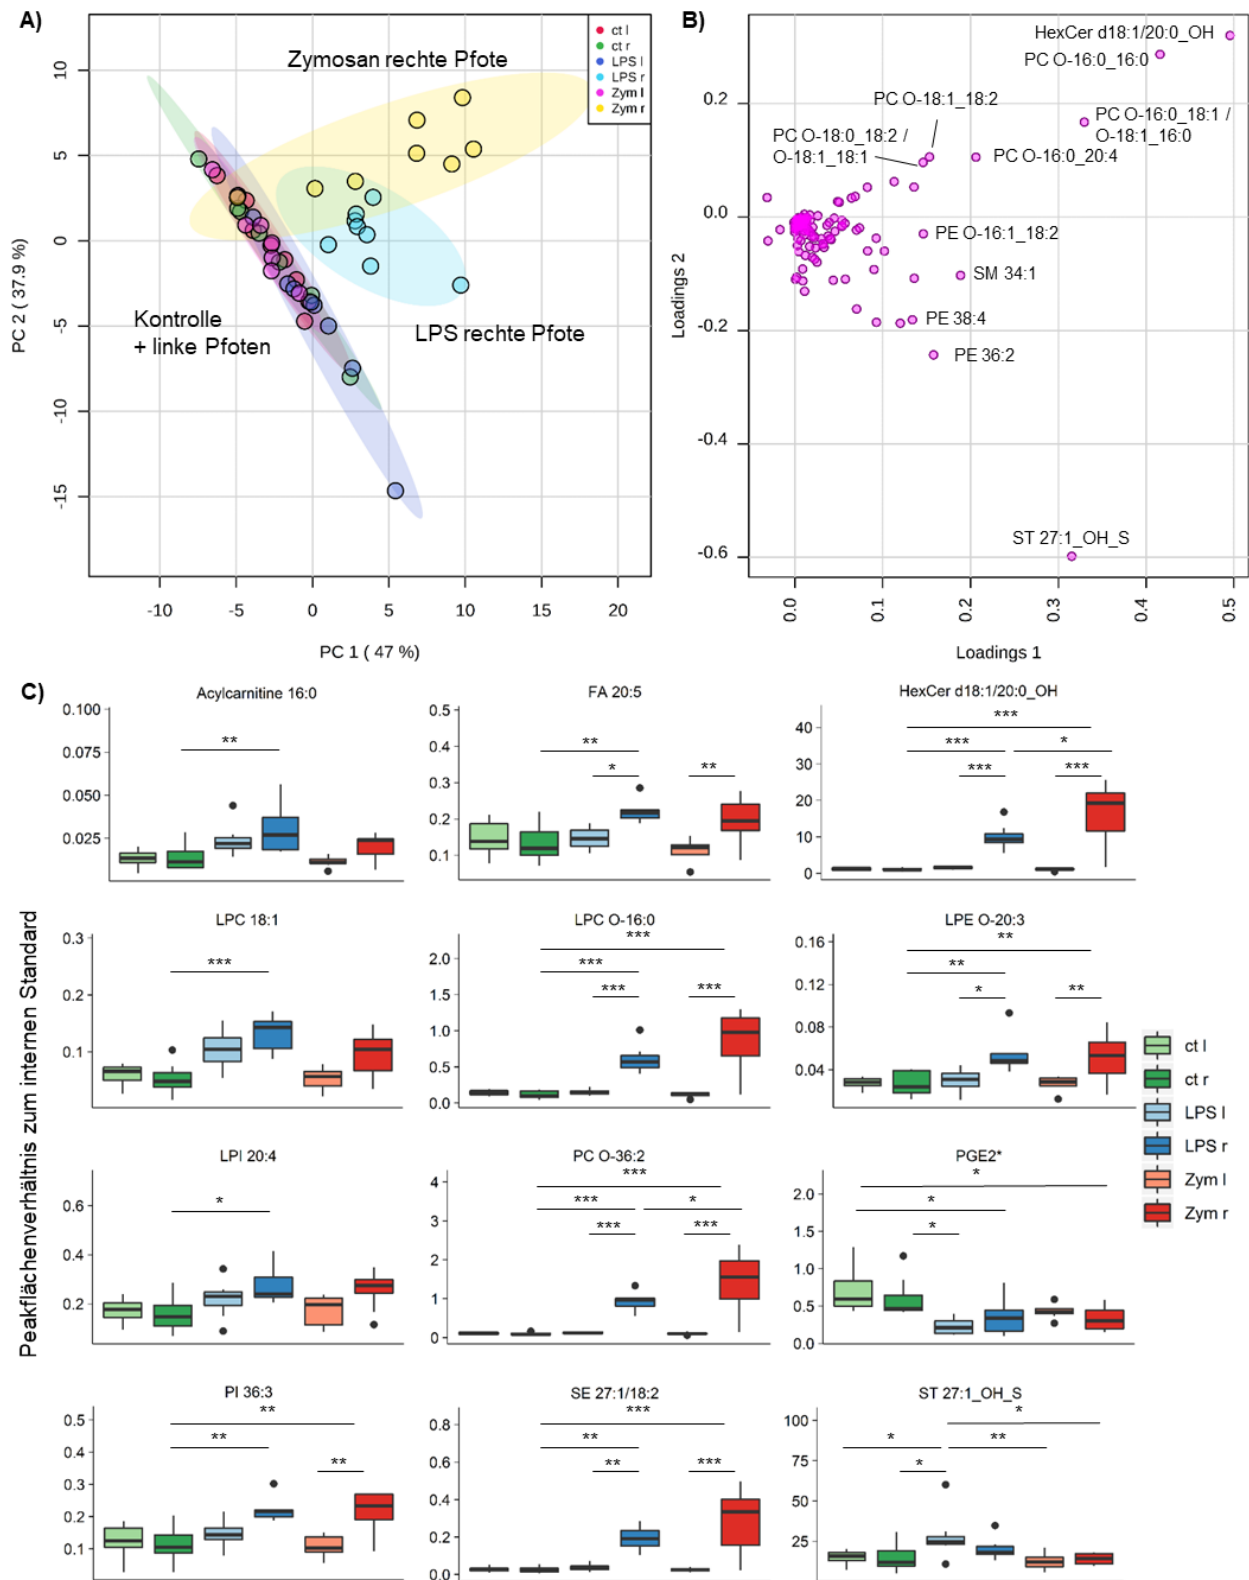 A)
10
5
0
-5
-10
-15
PC 2 ( 37.9 %)
-10
-5
0
5
10
15
20
PC 1 ( 47 %)
Zymosan rechte Pfote
LPS rechte Pfote
Kontrolle
+ linke Pfoten
ct l
ct r
LPS l
LPS r
Zym l
Zym r
B)
HexCer d18:1/20:0_OH
PC O-16:0_16:0
PC O-18:1_18:2
PC O-16:0_18:1 /
O-18:1_16:0
PC O-18:0_18:2 /
O-18:1_18:1
PC O-16:0_20:4
PE O-16:1_18:2
SM 34:1
PE 38:4
PE 36:2
ST 27:1_OH_S
0.2
0.0
-0.2
-0.4
-0.6
Loadings 2
0.0
0.1
0.2
0.3
0.4
0.5
Loadings 1
C)
Peakflächenverhältnis zum internen Standard
Acylcarnitine 16:0
0.100
0.075
0.050
0.025
**
FA 20:5
0.5
0.4
0.3
0.2
0.1
**
*
**
HexCer d18:1/20:0_OH
40
30
20
10
0
***
***
*
***
***
LPC 18:1
0.3
0.2
0.1
***
LPC O-16:0
2.0
1.5
1.0
0.5
0.0
***
***
***
***
LPE O-20:3
0.16
0.12
0.08
0.04
**
**
*
**
LPI 20:4
0.6
0.4
0.2
*
PC O-36:2
4
3
2
1
0
***
***
*
***
***
PGE2*
2.0
1.5
1.0
0.5
0.0
*
*
*
PI 36:3
0.5
0.4
0.3
0.2
0.1
**
**
**
SE 27:1/18:2
0.8
0.6
0.4
0.2
0.0
***
**
**
***
ST 27:1_OH_S
100
75
50
25
*
*
**
*
ct l
ct r
LPS l
LPS r
Zym l
Zym r